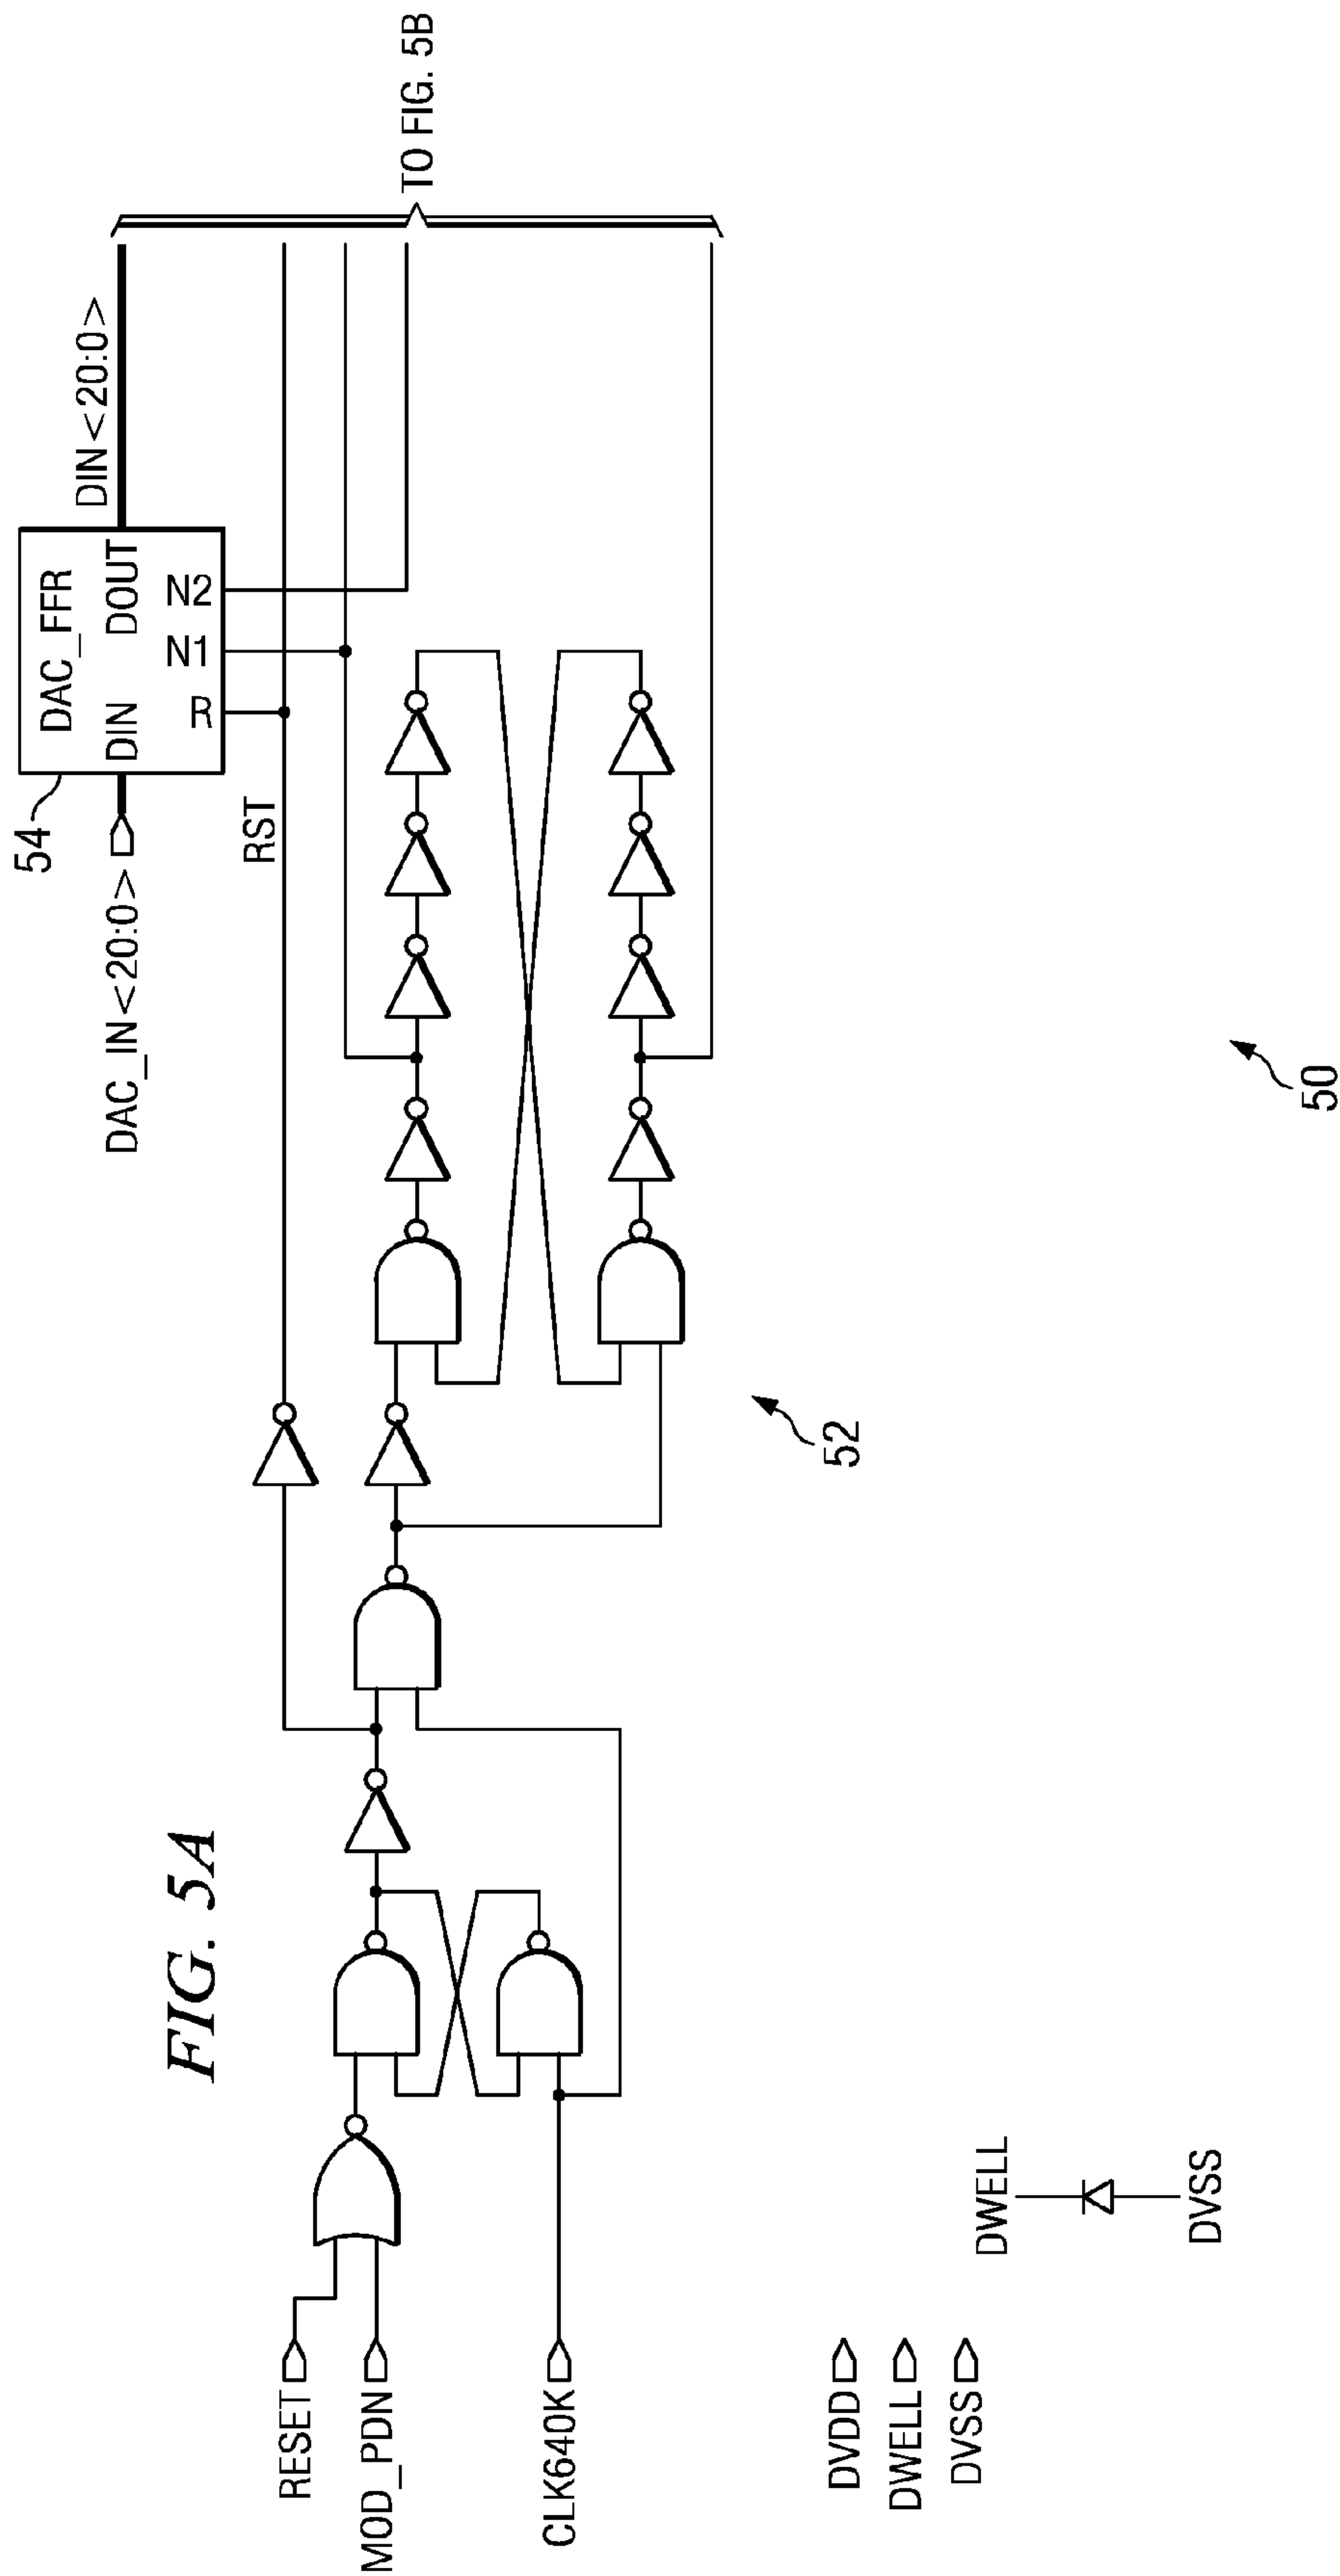 FIG. 5A
54
DAC_FFR
DIN DOUT
R N1 N2
DAC_IN<20:0>
DIN<20:0>
RST
TO FIG. 5B
RESET
MOD_PDN
CLK640K
52
DVDD
DWELL
DVSS
DWELL
DVSS
50